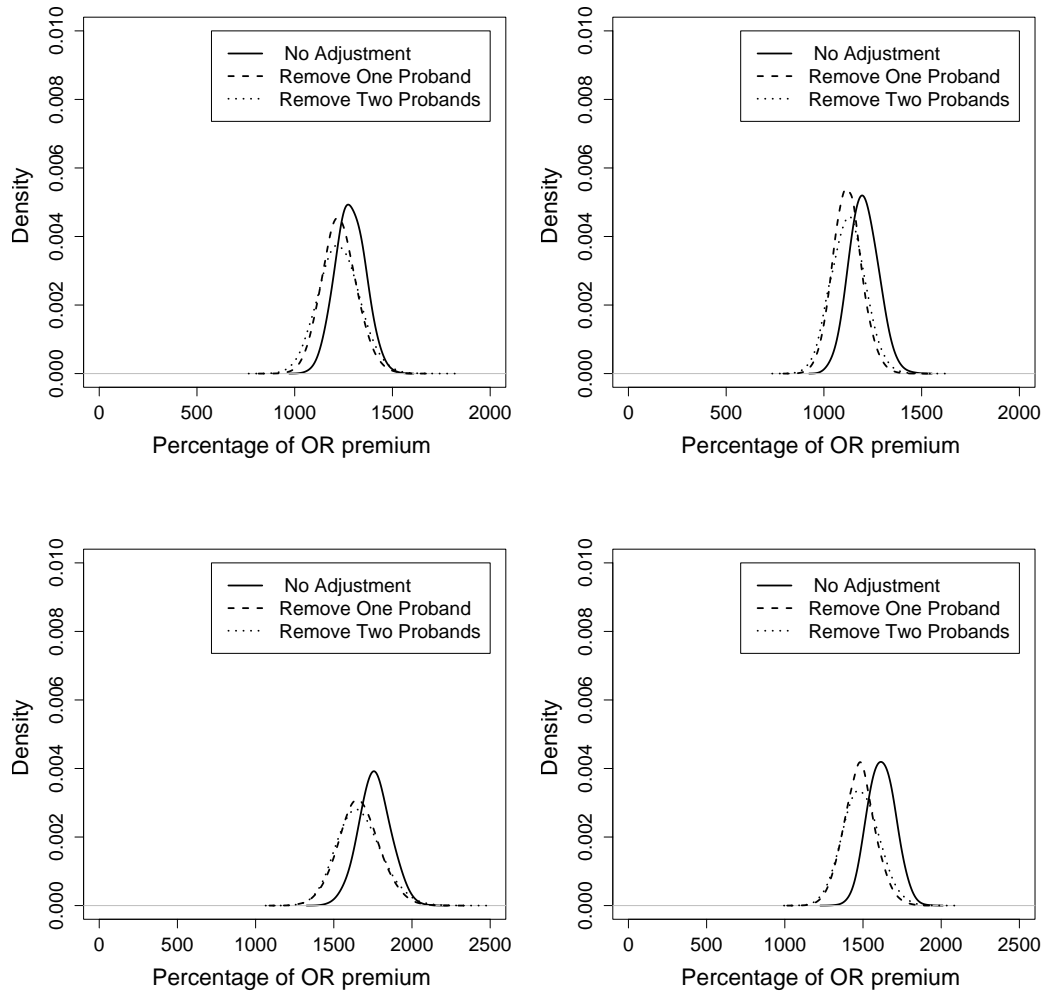 0.010
0.008
0.006
0.004
0.002
0.000
Density
No Adjustment
Remove One Proband
Remove Two Probands
0 500 1000 1500 2000
Percentage of OR premium
0.010
0.008
0.006
0.004
0.002
0.000
Density
No Adjustment
Remove One Proband
Remove Two Probands
0 500 1000 1500 2000
Percentage of OR premium
0.010
0.008
0.006
0.004
0.002
0.000
Density
No Adjustment
Remove One Proband
Remove Two Probands
0 500 1000 1500 2000 2500
Percentage of OR premium
0.010
0.008
0.006
0.004
0.002
0.000
Density
No Adjustment
Remove One Proband
Remove Two Probands
0 500 1000 1500 2000 2500
Percentage of OR premium